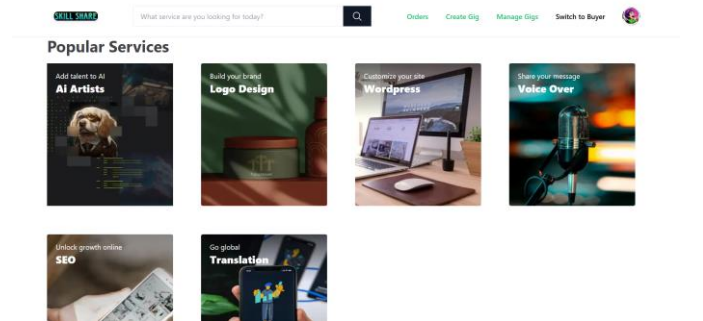 SKILL SHARE
What service are you looking for today?
Orders
Create Gig
Manage Gigs
Switch to Buyer
Popular Services
Add talent to AI
Ai Artists
Build your brand
Logo Design
Customize your site
Wordpress
Share your message
Voice Over
Unlock growth online
SEO
Go global
Translation